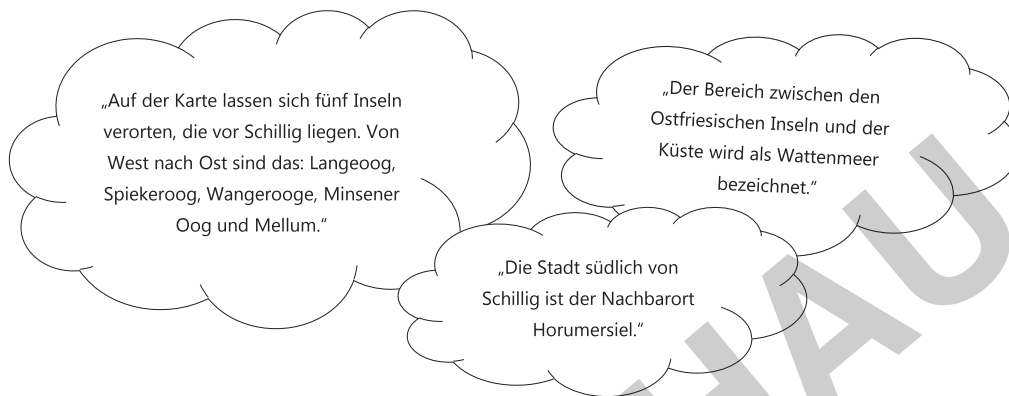 „Auf der Karte lassen sich fünf Inseln
verorten, die vor Schillig liegen. Von
West nach Ost sind das: Langeoog,
Spiekeroog, Wangerooge, Minsener
Oog und Mellum.“
„Der Bereich zwischen den
Ostfriesischen Inseln und der
Küste wird als Wattenmeer
bezeichnet.“
„Die Stadt südlich von
Schillig ist der Nachbarort
Horumersiel.“
HAU